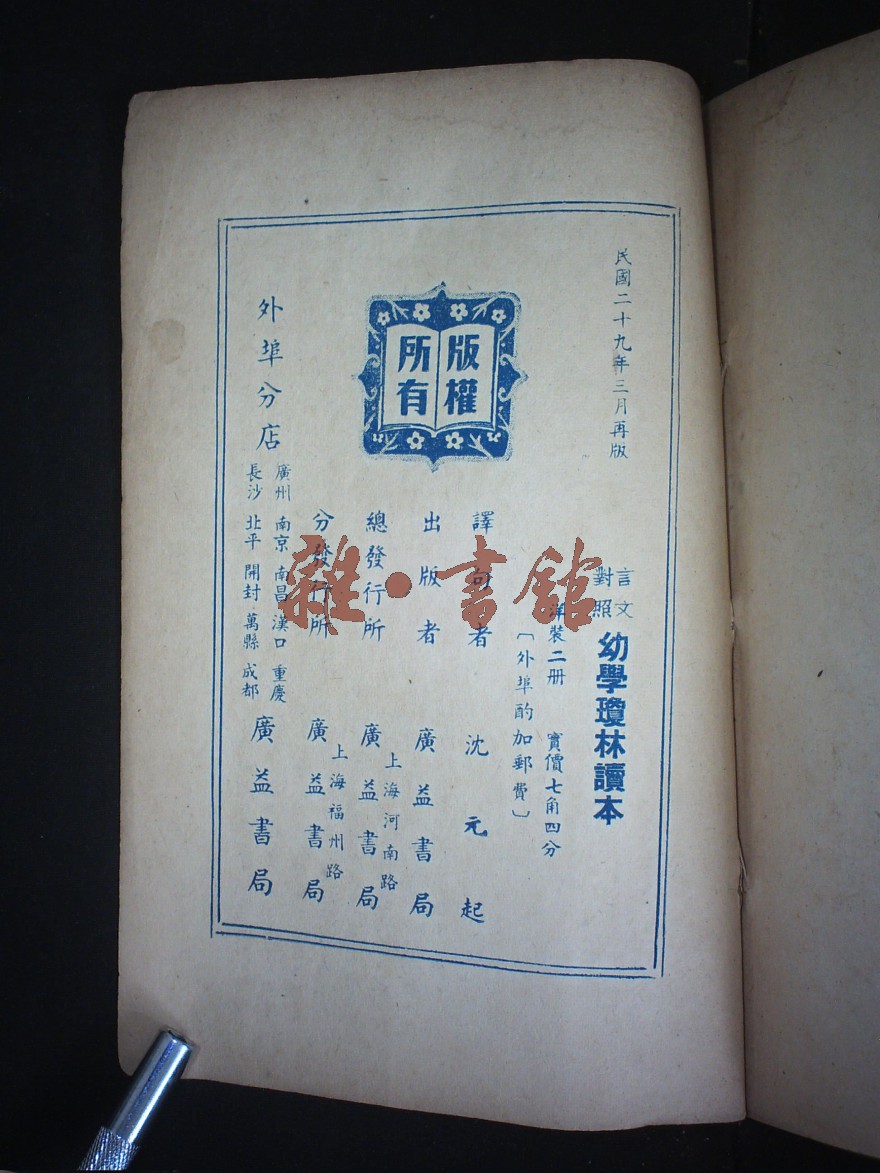 民國二十九年三月再版
言文
對照
幼學瓊林讀本
洋裝二册 實價七角四分
〔外埠酌加郵費〕
版權
所有
譯句者 沈元起
出版者 廣益書局
上海河南路
總發行所 廣益書局
上海福州路
分發行所 廣益書局
外埠分店
廣州 南京 南昌 漢口 重慶
長沙 北平 開封 萬縣 成都
廣益書局
雜·書館